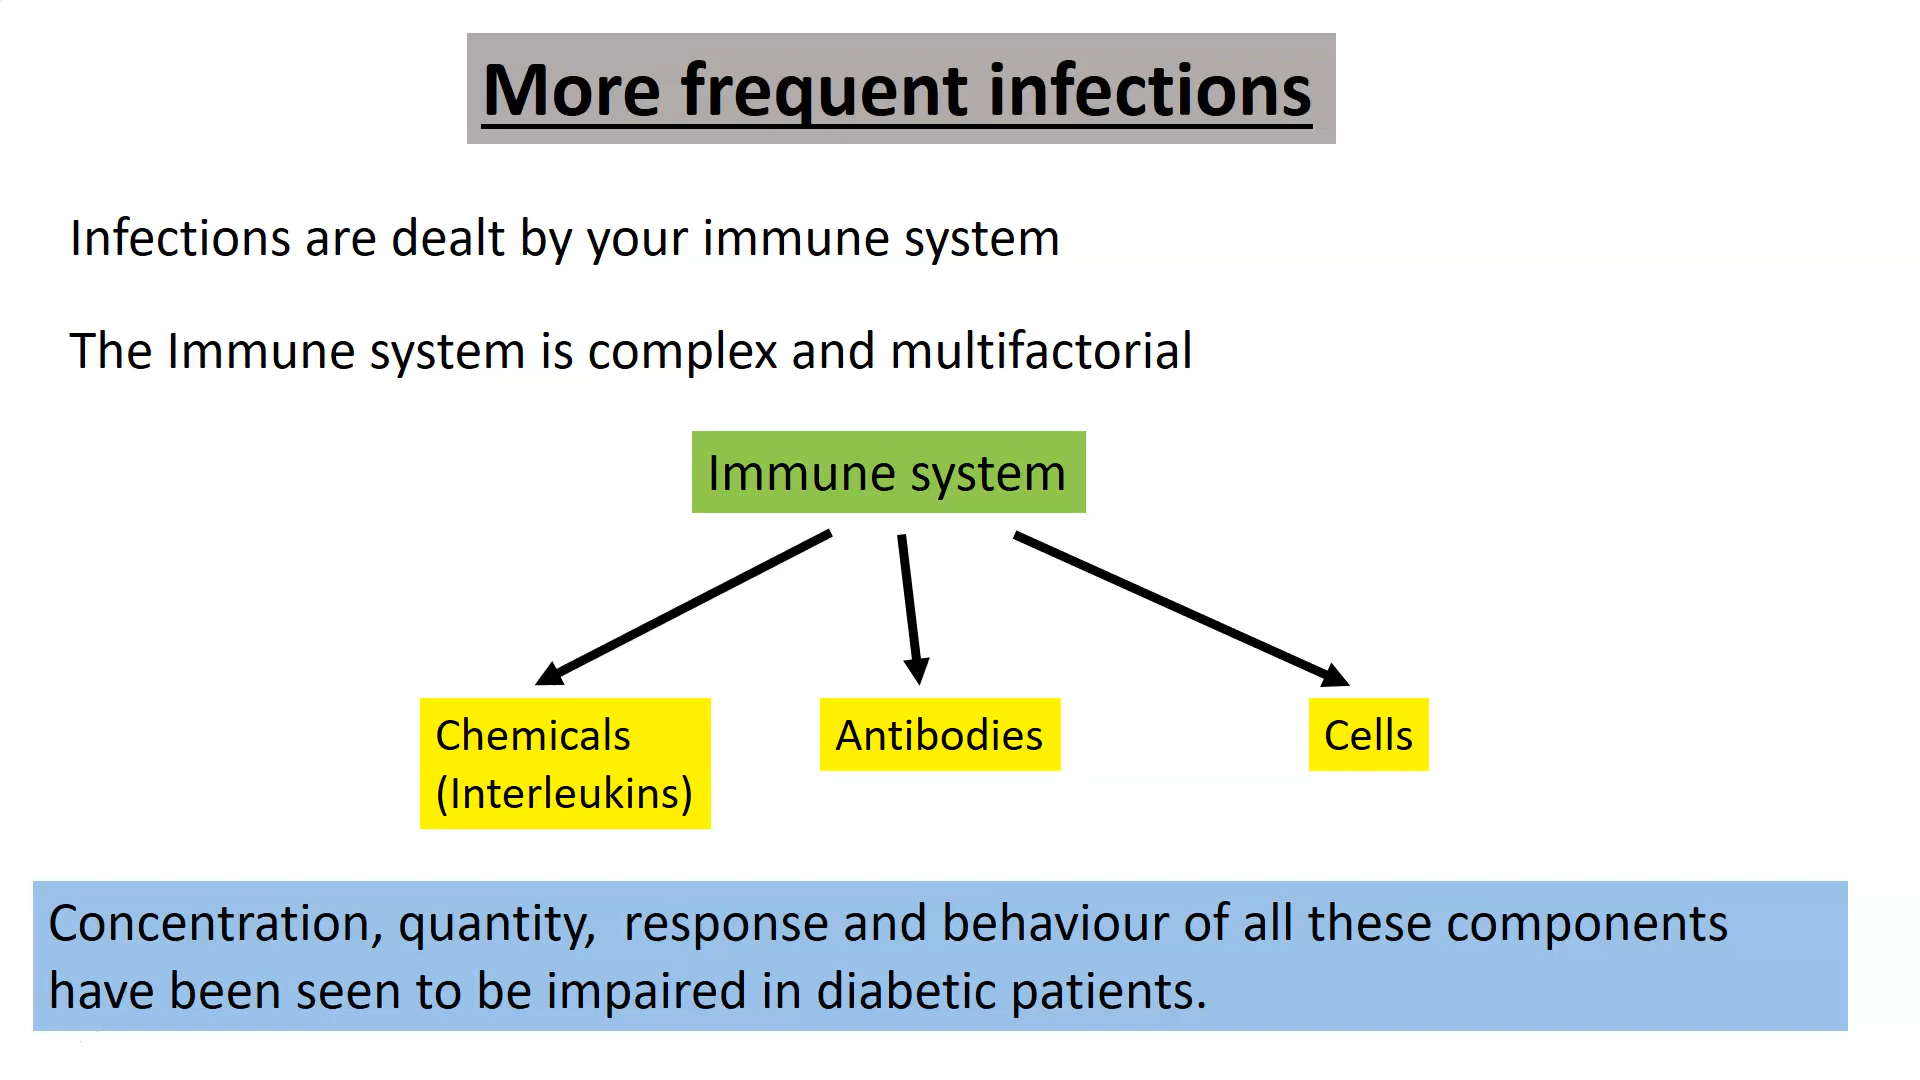 More frequent infections
Infections are dealt by your immune system
The Immune system is complex and multifactorial
Immune system
Chemicals
(Interleukins)
Antibodies
Cells
Concentration, quantity,  response and behaviour of all these components
have been seen to be impaired in diabetic patients.